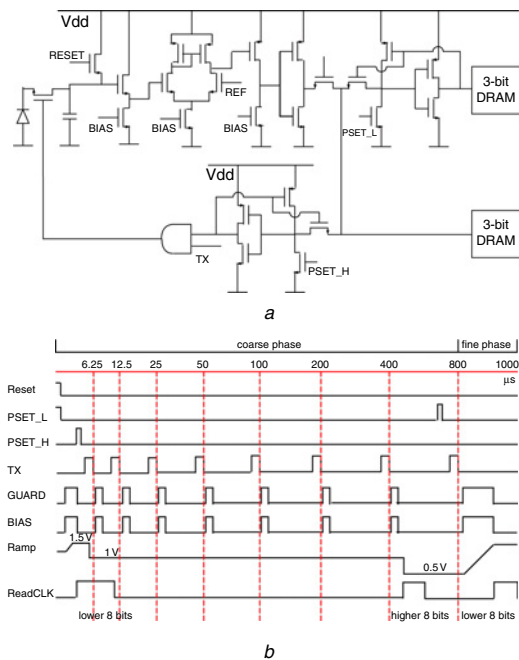 Vdd
RESET
REF
BIAS
BIAS
BIAS
PSET_L
3-bit
DRAM
Vdd
TX
PSET_H
3-bit
DRAM
a
coarse phase
fine phase
6.25
12.5
25
50
100
200
400
800
1000
μs
Reset
PSET_L
PSET_H
TX
GUARD
BIAS
Ramp
1.5 V
1 V
0.5 V
ReadCLK
lower 8 bits
higher 8 bits
lower 8 bits
b